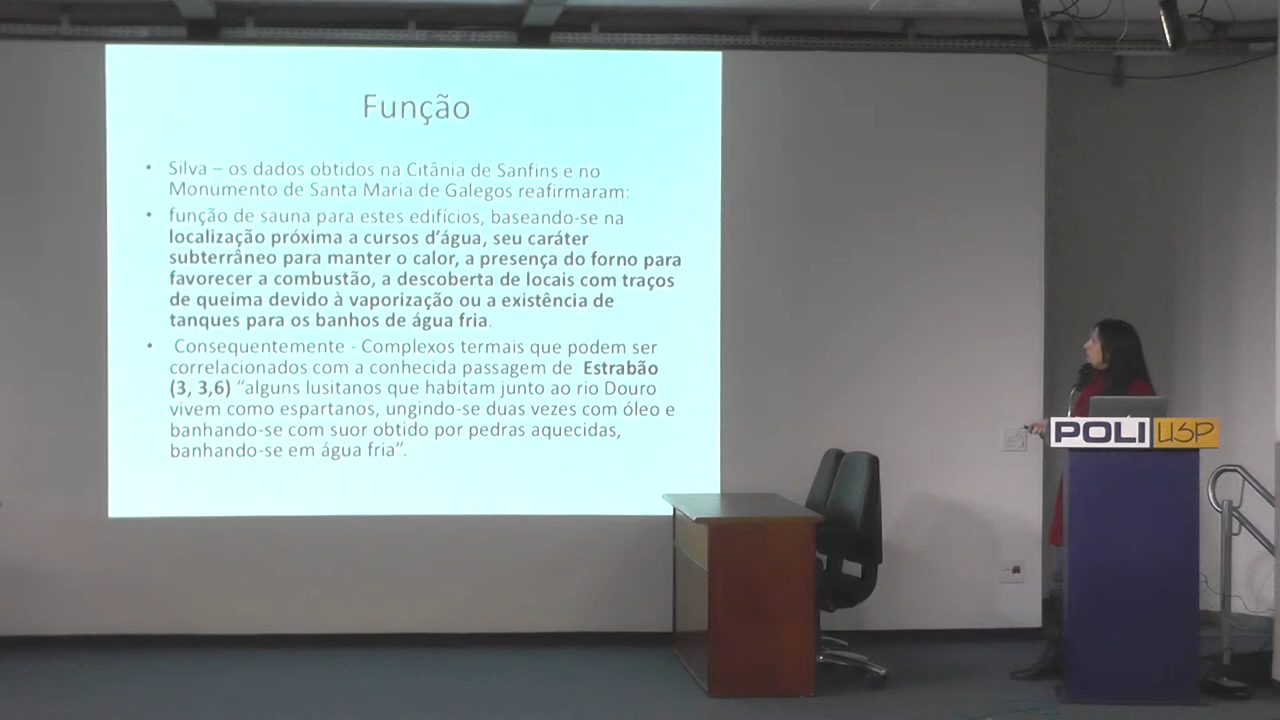 Função
• Silva – os dados obtidos na Citânia de Sanfins e no
Monumento de Santa Maria de Galegos reafirmaram:
• função de sauna para estes edifícios, baseando-se na
localização próxima a cursos d’água, seu caráter
subterrâneo para manter o calor, a presença do forno para
favorecer a combustão, a descoberta de locais com traços
de queima devido à vaporização ou a existência de
tanques para os banhos de água fria.
• Consequentemente - Complexos termais que podem ser
correlacionados com a conhecida passagem de Estrabão
(3, 3,6) “alguns lusitanos que habitam junto ao rio Douro
vivem como espartanos, ungindo-se duas vezes com óleo e
banhando-se com suor obtido por pedras aquecidas,
banhando-se em água fria”.
POLI USP